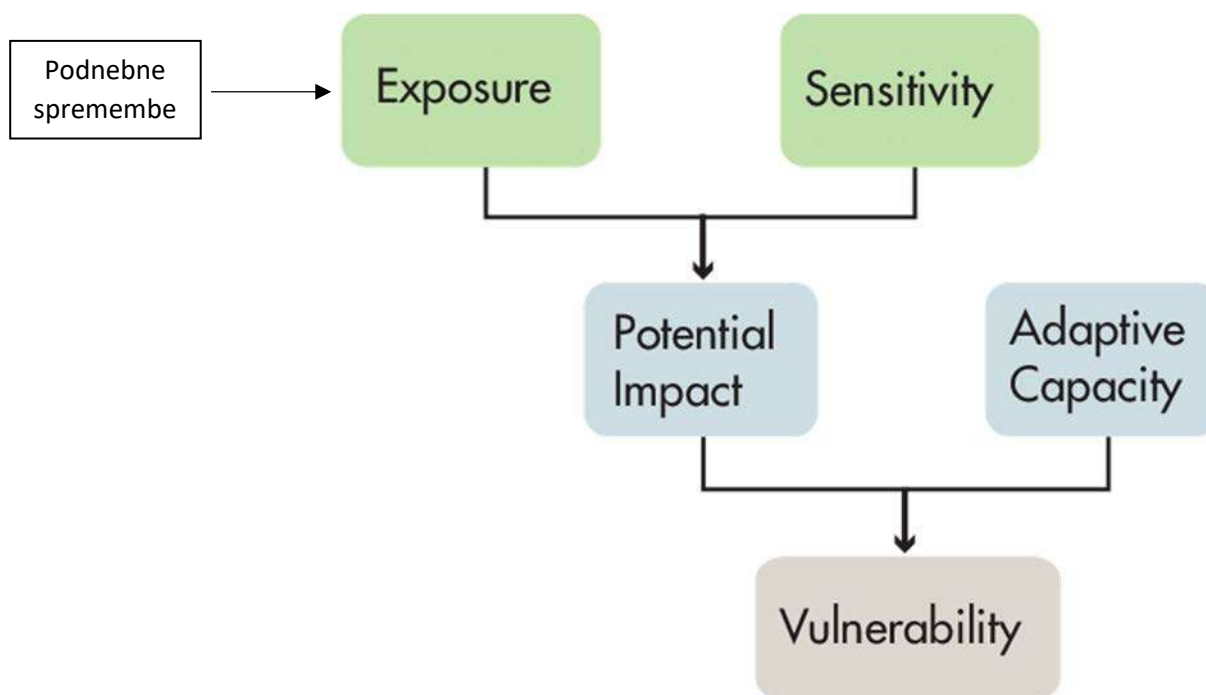 Podnebne
spremembe
Exposure
Sensitivity
Potential
Impact
Adaptive
Capacity
Vulnerability